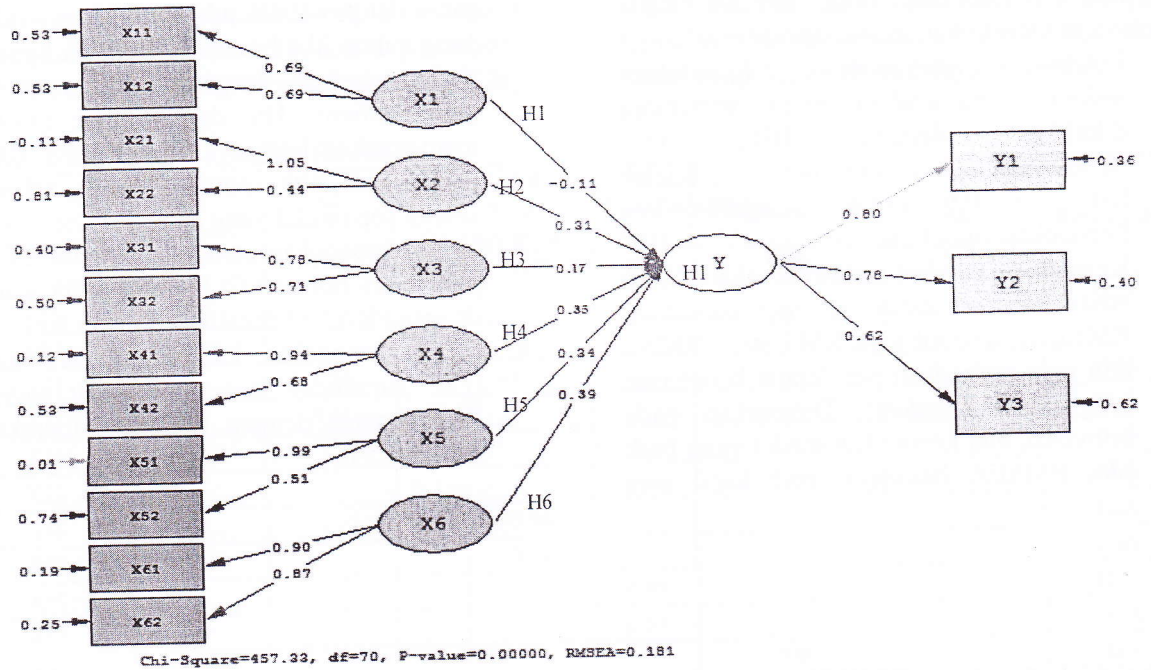 0.53 X11
0.69
0.53 X12
0.69
X1
H1
-0.11 X21
1.05
-0.11
0.81 X22
0.44
X2
H2
0.31
Y1 0.36
0.80
0.40 X31
0.78
X3
H3
0.17
H1
Y
0.71
0.50 X32
0.78
Y2 0.40
0.35
0.12 X41
0.94
X4
H4
0.62
0.68
0.34
0.53 X42
0.39
Y3 0.62
H5
0.01 X51
0.99
X5
0.51
0.74 X52
H6
X6
0.90
0.19 X61
0.87
0.25 X62
Chi-Square=457.33, df=70, P-value=0.00000, RMSEA=0.181